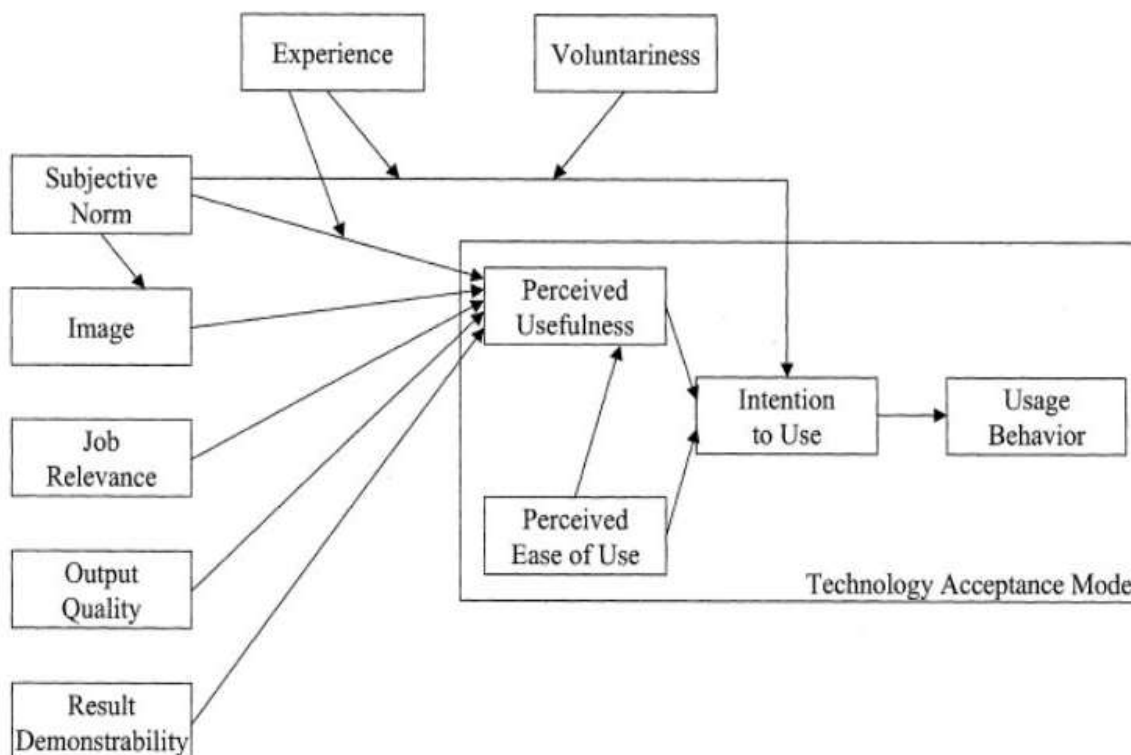 Experience
Voluntariness
Subjective
Norm
Image
Job
Relevance
Output
Quality
Result
Demonstrability
Perceived
Usefulness
Perceived
Ease of Use
Intention
to Use
Usage
Behavior
Technology Acceptance Mode